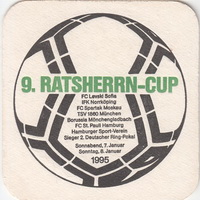 9. RATSHERRN-CUP
FC Levski Sofia
IFK Norrköping
FC Spartak Moskau
TSV 1860 München
Borussia Mönchengladbach
FC St. Pauli Hamburg
Hamburger Sport-Verein
Sieger 2. Deutscher Ring-Pokal
Sonnabend, 7. Januar
Sonntag, 8. Januar
1995